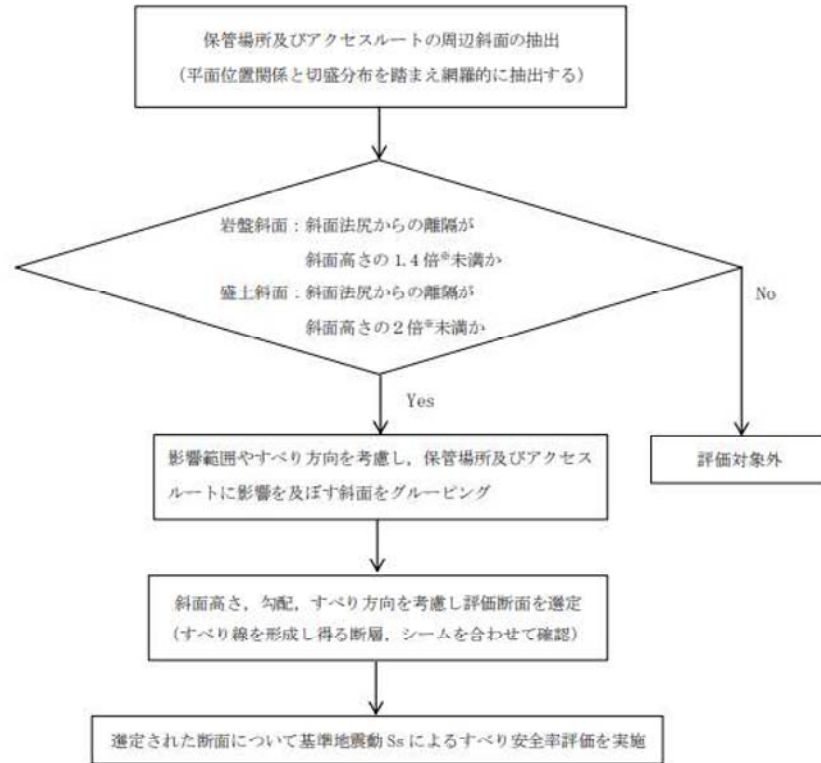 保管場所及びアクセスルートの周辺斜面の抽出
（平面位置関係と切盛分布を踏まえ網羅的に抽出する）
岩盤斜面：斜面法尻からの離隔が
斜面高さの1.4倍※未満か
盛土斜面：斜面法尻からの離隔が
斜面高さの2倍※未満か
No
Yes
影響範囲やすべり方向を考慮し，保管場所及びアクセス
ルートに影響を及ぼす斜面をグルーピング
評価対象外
斜面高さ，勾配，すべり方向を考慮し評価断面を選定
（すべり線を形成し得る断層，シームを合わせて確認）
選定された断面について基準地震動 Ss によるすべり安全率評価を実施